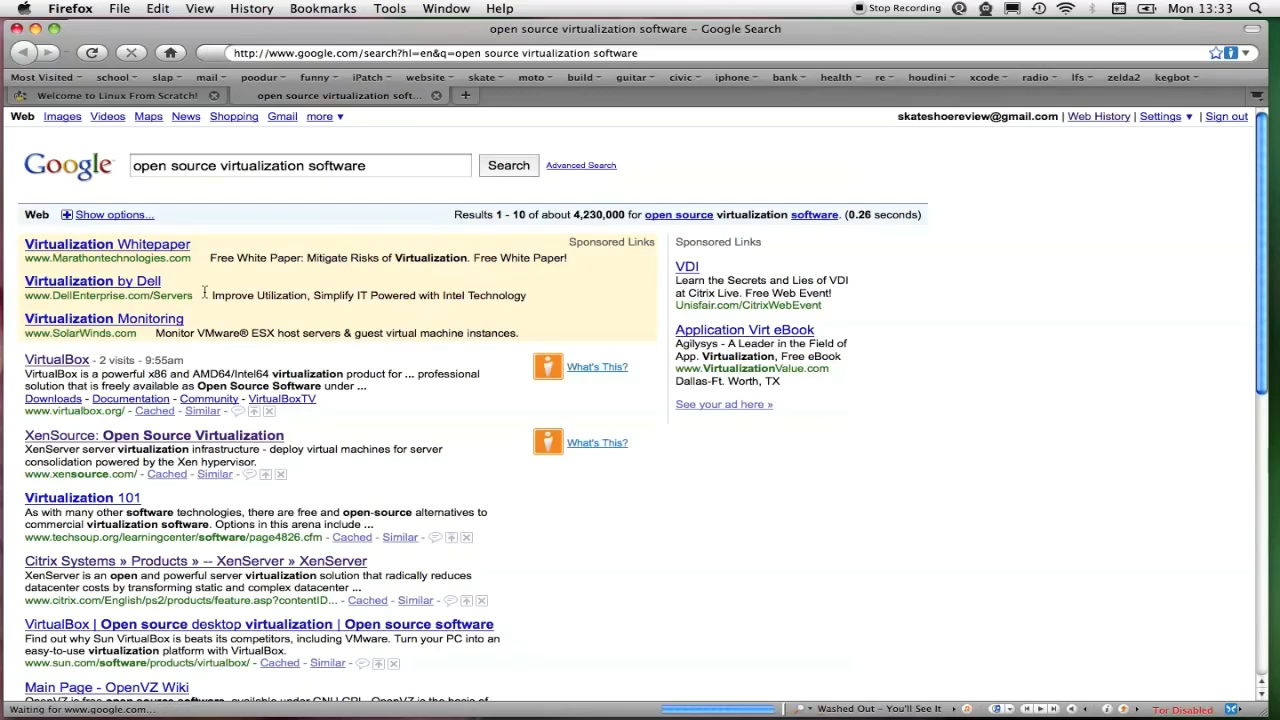 Firefox File Edit View History Bookmarks Tools Window Help Stop Recording Mon 13:33
open source virtualization software – Google Search
http://www.google.com/search?hl=en&q=open source virtualization software
Most Visited school slap mail poodur funny iPatch website skate moto build guitar civic iphone bank health re houdini xcode radio lfs zelda2 kegbot
Welcome to Linux From Scratch! open source virtualization soft...
Web Images Videos Maps News Shopping Gmail more ▼ skateshoereview@gmail.com | Web History | Settings ▼ | Sign out
Google open source virtualization software Search Advanced Search
Web Show options... Results 1 - 10 of about 4,230,000 for open source virtualization software. (0.26 seconds)
Virtualization Whitepaper Sponsored Links
www.Marathontechnologies.com Free White Paper: Mitigate Risks of Virtualization. Free White Paper!
Virtualization by Dell
www.DellEnterprise.com/Servers Improve Utilization, Simplify IT Powered with Intel Technology
Virtualization Monitoring
www.SolarWinds.com Monitor VMware® ESX host servers & guest virtual machine instances.
Sponsored Links
VDI
Learn the Secrets and Lies of VDI
at Citrix Live. Free Web Event!
Unisfair.com/CitrixWebEvent
Application Virt eBook
Agilysys - A Leader in the Field of
App. Virtualization, Free eBook
www.VirtualizationValue.com
Dallas-Ft. Worth, TX
See your ad here »
VirtualBox - 2 visits - 9:55am What's This?
VirtualBox is a powerful x86 and AMD64/Intel64 virtualization product for ... professional
solution that is freely available as Open Source Software under ...
Downloads - Documentation - Community - VirtualBoxTV
www.virtualbox.org/ - Cached - Similar -
XenSource: Open Source Virtualization What's This?
XenServer server virtualization infrastructure - deploy virtual machines for server
consolidation powered by the Xen hypervisor.
www.xensource.com/ - Cached - Similar -
Virtualization 101
As with many other software technologies, there are free and open-source alternatives to
commercial virtualization software. Options in this arena include ...
www.techsoup.org/learningcenter/software/page4826.cfm - Cached - Similar -
Citrix Systems » Products » -- XenServer » XenServer
XenServer is an open and powerful server virtualization solution that radically reduces
datacenter costs by transforming static and complex datacenter ...
www.citrix.com/English/ps2/products/feature.asp?contentID... - Cached - Similar -
VirtualBox | Open source desktop virtualization | Open source software
Find out why Sun VirtualBox is beats its competitors, including VMware. Turn your PC into an
easy-to-use virtualization platform with VirtualBox.
www.sun.com/software/products/virtualbox/ - Cached - Similar -
Main Page - OpenVZ Wiki
OpenVZ is free open source software, available under GNU GPL. OpenVZ is the basis of
Waiting for www.google.com... Washed Out – You'll See It Tor Disabled